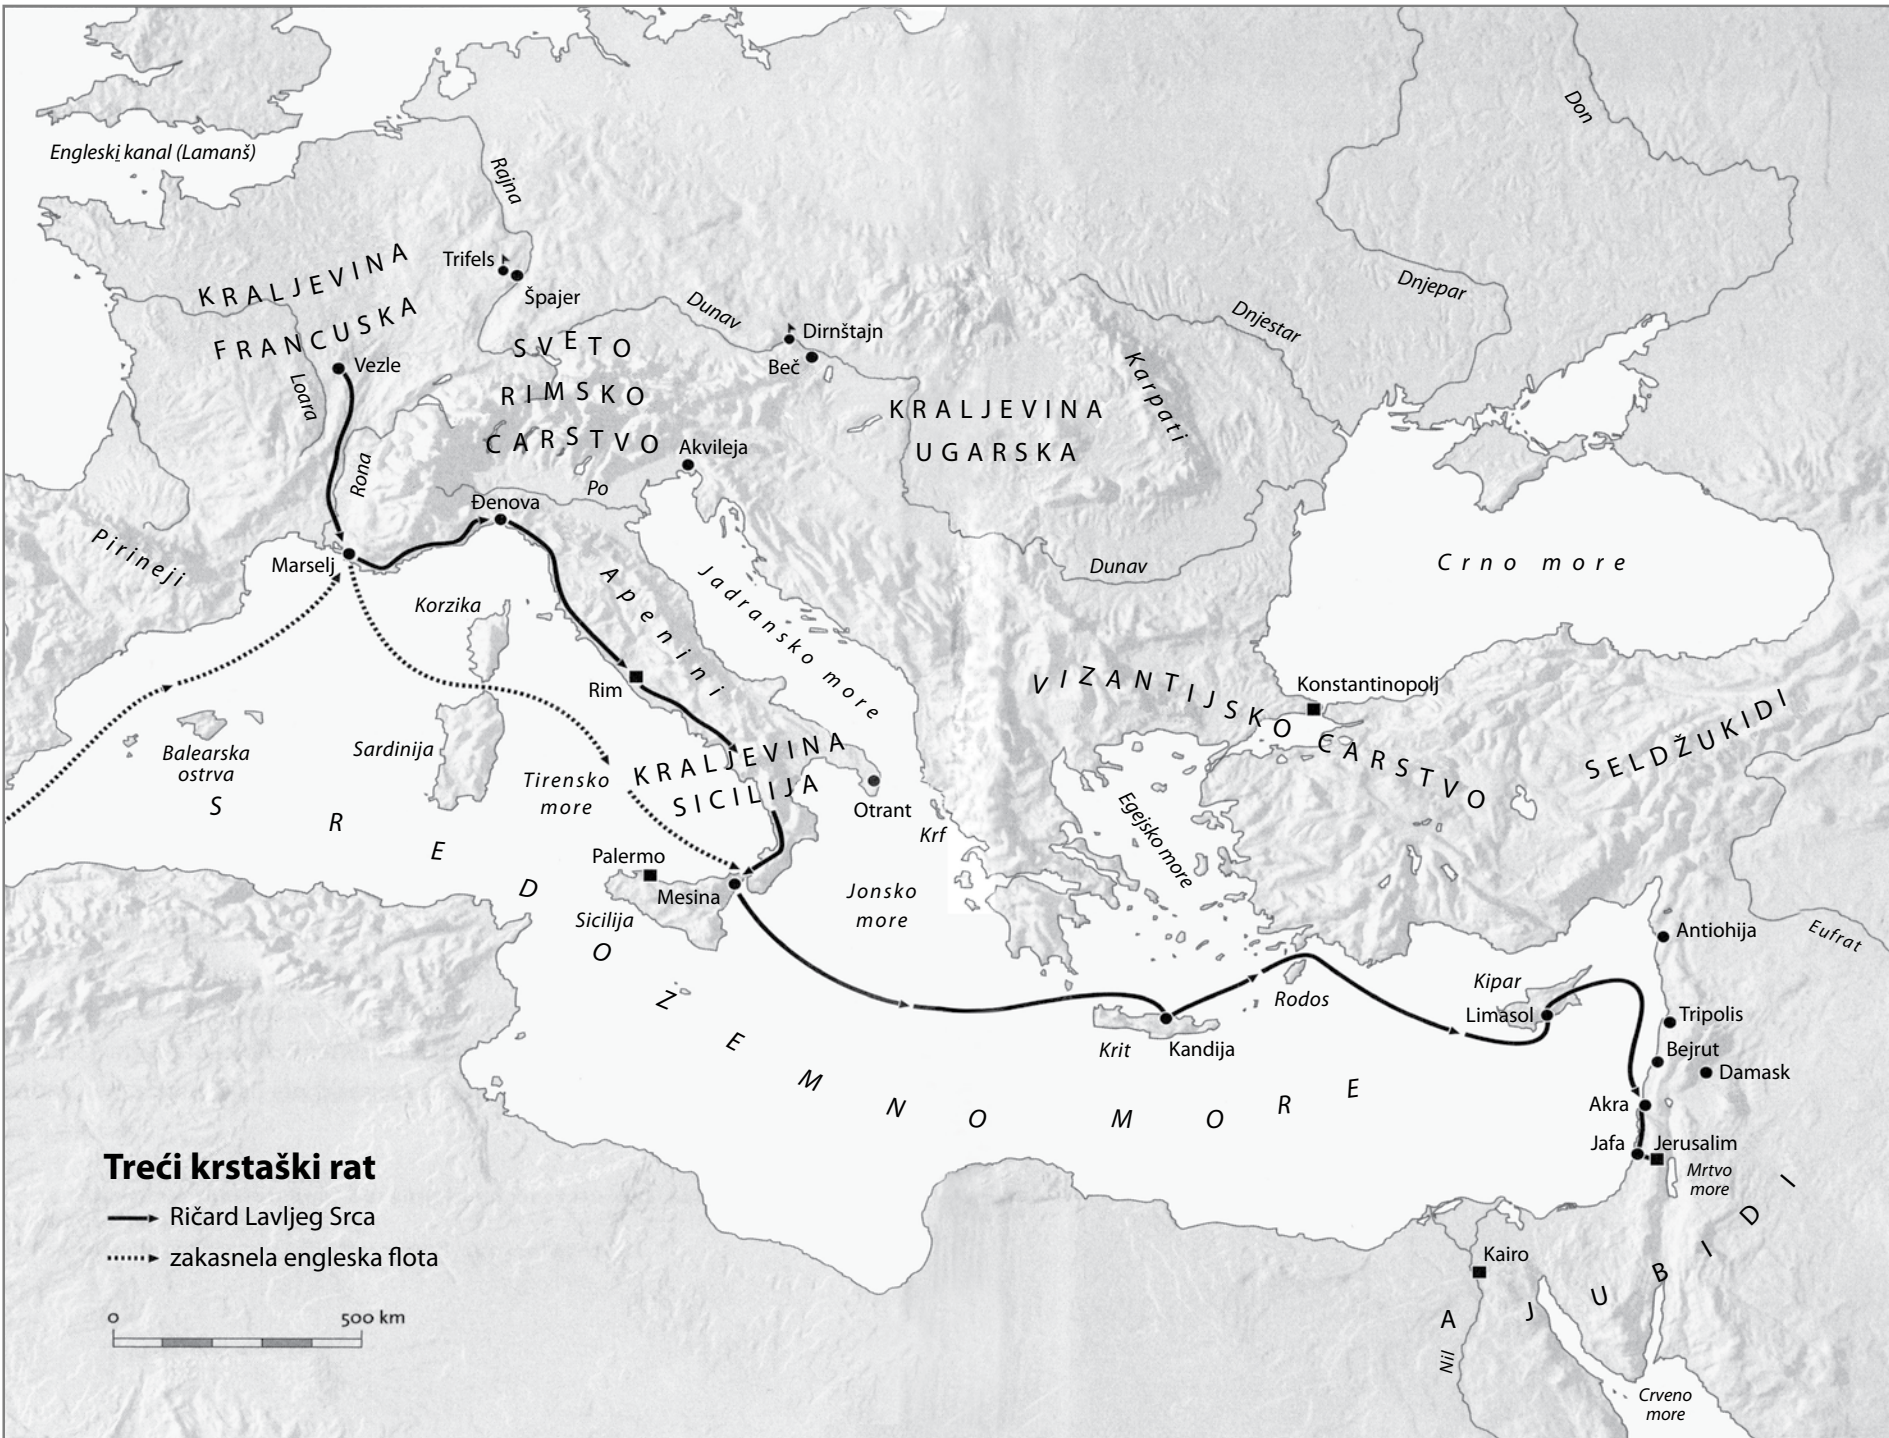 Engleski kanal (Lamanš)
Rajna
Don
Trifels
Špajer
KRALJEVINA
FRANCUSKA
Vezle
Loara
Rona
SVETO
RIMSKO
CARSTVO
Dunav
Dirnštajn
Beč
Akvileja
Po
KRALJEVINA
UGARSKA
Karpati
Dnjestar
Dnjepar
Đenova
Marselj
Pirineji
Korzika
Apenini
Jadransko more
Dunav
Crno more
Rim
VIZANTIJSKO
CARSTVO
Konstantinopolj
SELDŽUKIDI
Balearska
ostrva
Sardinija
Tirensko
more
KRALJEVINA
SICILIJA
Otrant
Krf
Egejsko more
Palermo
Mesina
Sicilija
Jonsko
more
SREDOZEMNO MORE
Antiohija
Eufrat
Kipar
Limasol
Rodos
Krit
Kandija
Tripolis
Bejrut
Damask
Akra
Jafa
Jerusalim
Mrtvo
more
Treći krstaški rat
Ričard Lavljeg Srca
zakasnela engleska flota
0
500 km
Kairo
AJUBIDI
Nil
Crveno
more